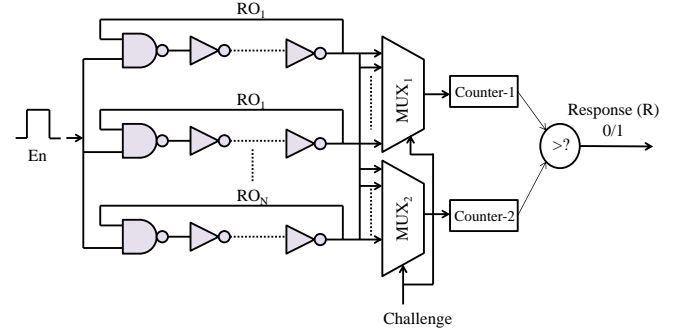 RO1
En
RO1
RON
MUX1
MUX2
Counter-1
Counter-2
>?
Response (R)
0/1
Challenge